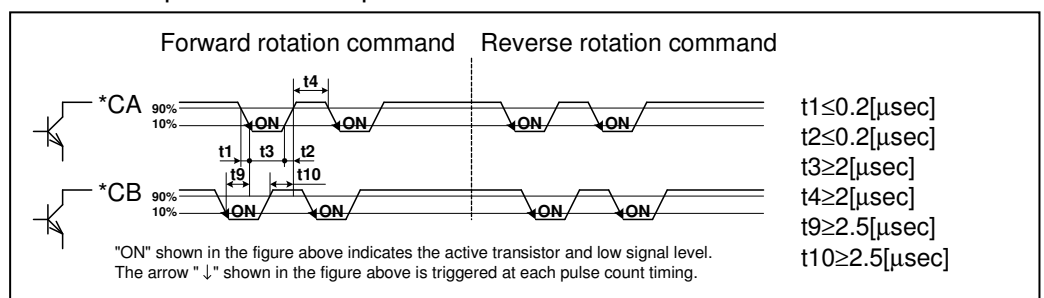 Forward rotation command Reverse rotation command
t4
*CA 90%
10% ON ON ON ON
t1 t3 t2
t9 t10
*CB 90%
10% ON ON ON ON
"ON" shown in the figure above indicates the active transistor and low signal level.
The arrow " ↓" shown in the figure above is triggered at each pulse count timing.
t1≤0.2[μsec]
t2≤0.2[μsec]
t3≥2[μsec]
t4≥2[μsec]
t9≥2.5[μsec]
t10≥2.5[μsec]